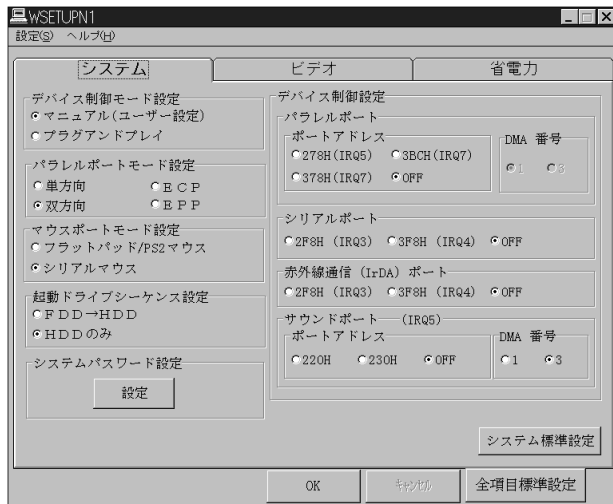 WSETUPN1
設定(S) ヘルプ(H)
システム
ビデオ
省電力
デバイス制御モード設定
マニュアル(ユーザー設定)
プラグアンドプレイ
パラレルポートモード設定
単方向 ECP
双方向 EPP
マウスポートモード設定
フラットパッド/PS2マウス
シリアルマウス
起動ドライブシーケンス設定
FDD→HDD
HDDのみ
システムパスワード設定
設定
デバイス制御設定
パラレルポート
ポートアドレス
278H(IRQ5) 3BCH(IRQ7)
378H(IRQ7) OFF
DMA 番号
1 3
シリアルポート
2F8H (IRQ3) 3F8H (IRQ4) OFF
赤外線通信 (IrDA) ポート
2F8H (IRQ3) 3F8H (IRQ4) OFF
サウンドポート (IRQ5)
ポートアドレス
220H 230H OFF
DMA 番号
1 3
システム標準設定
OK
キャンセル
全項目標準設定